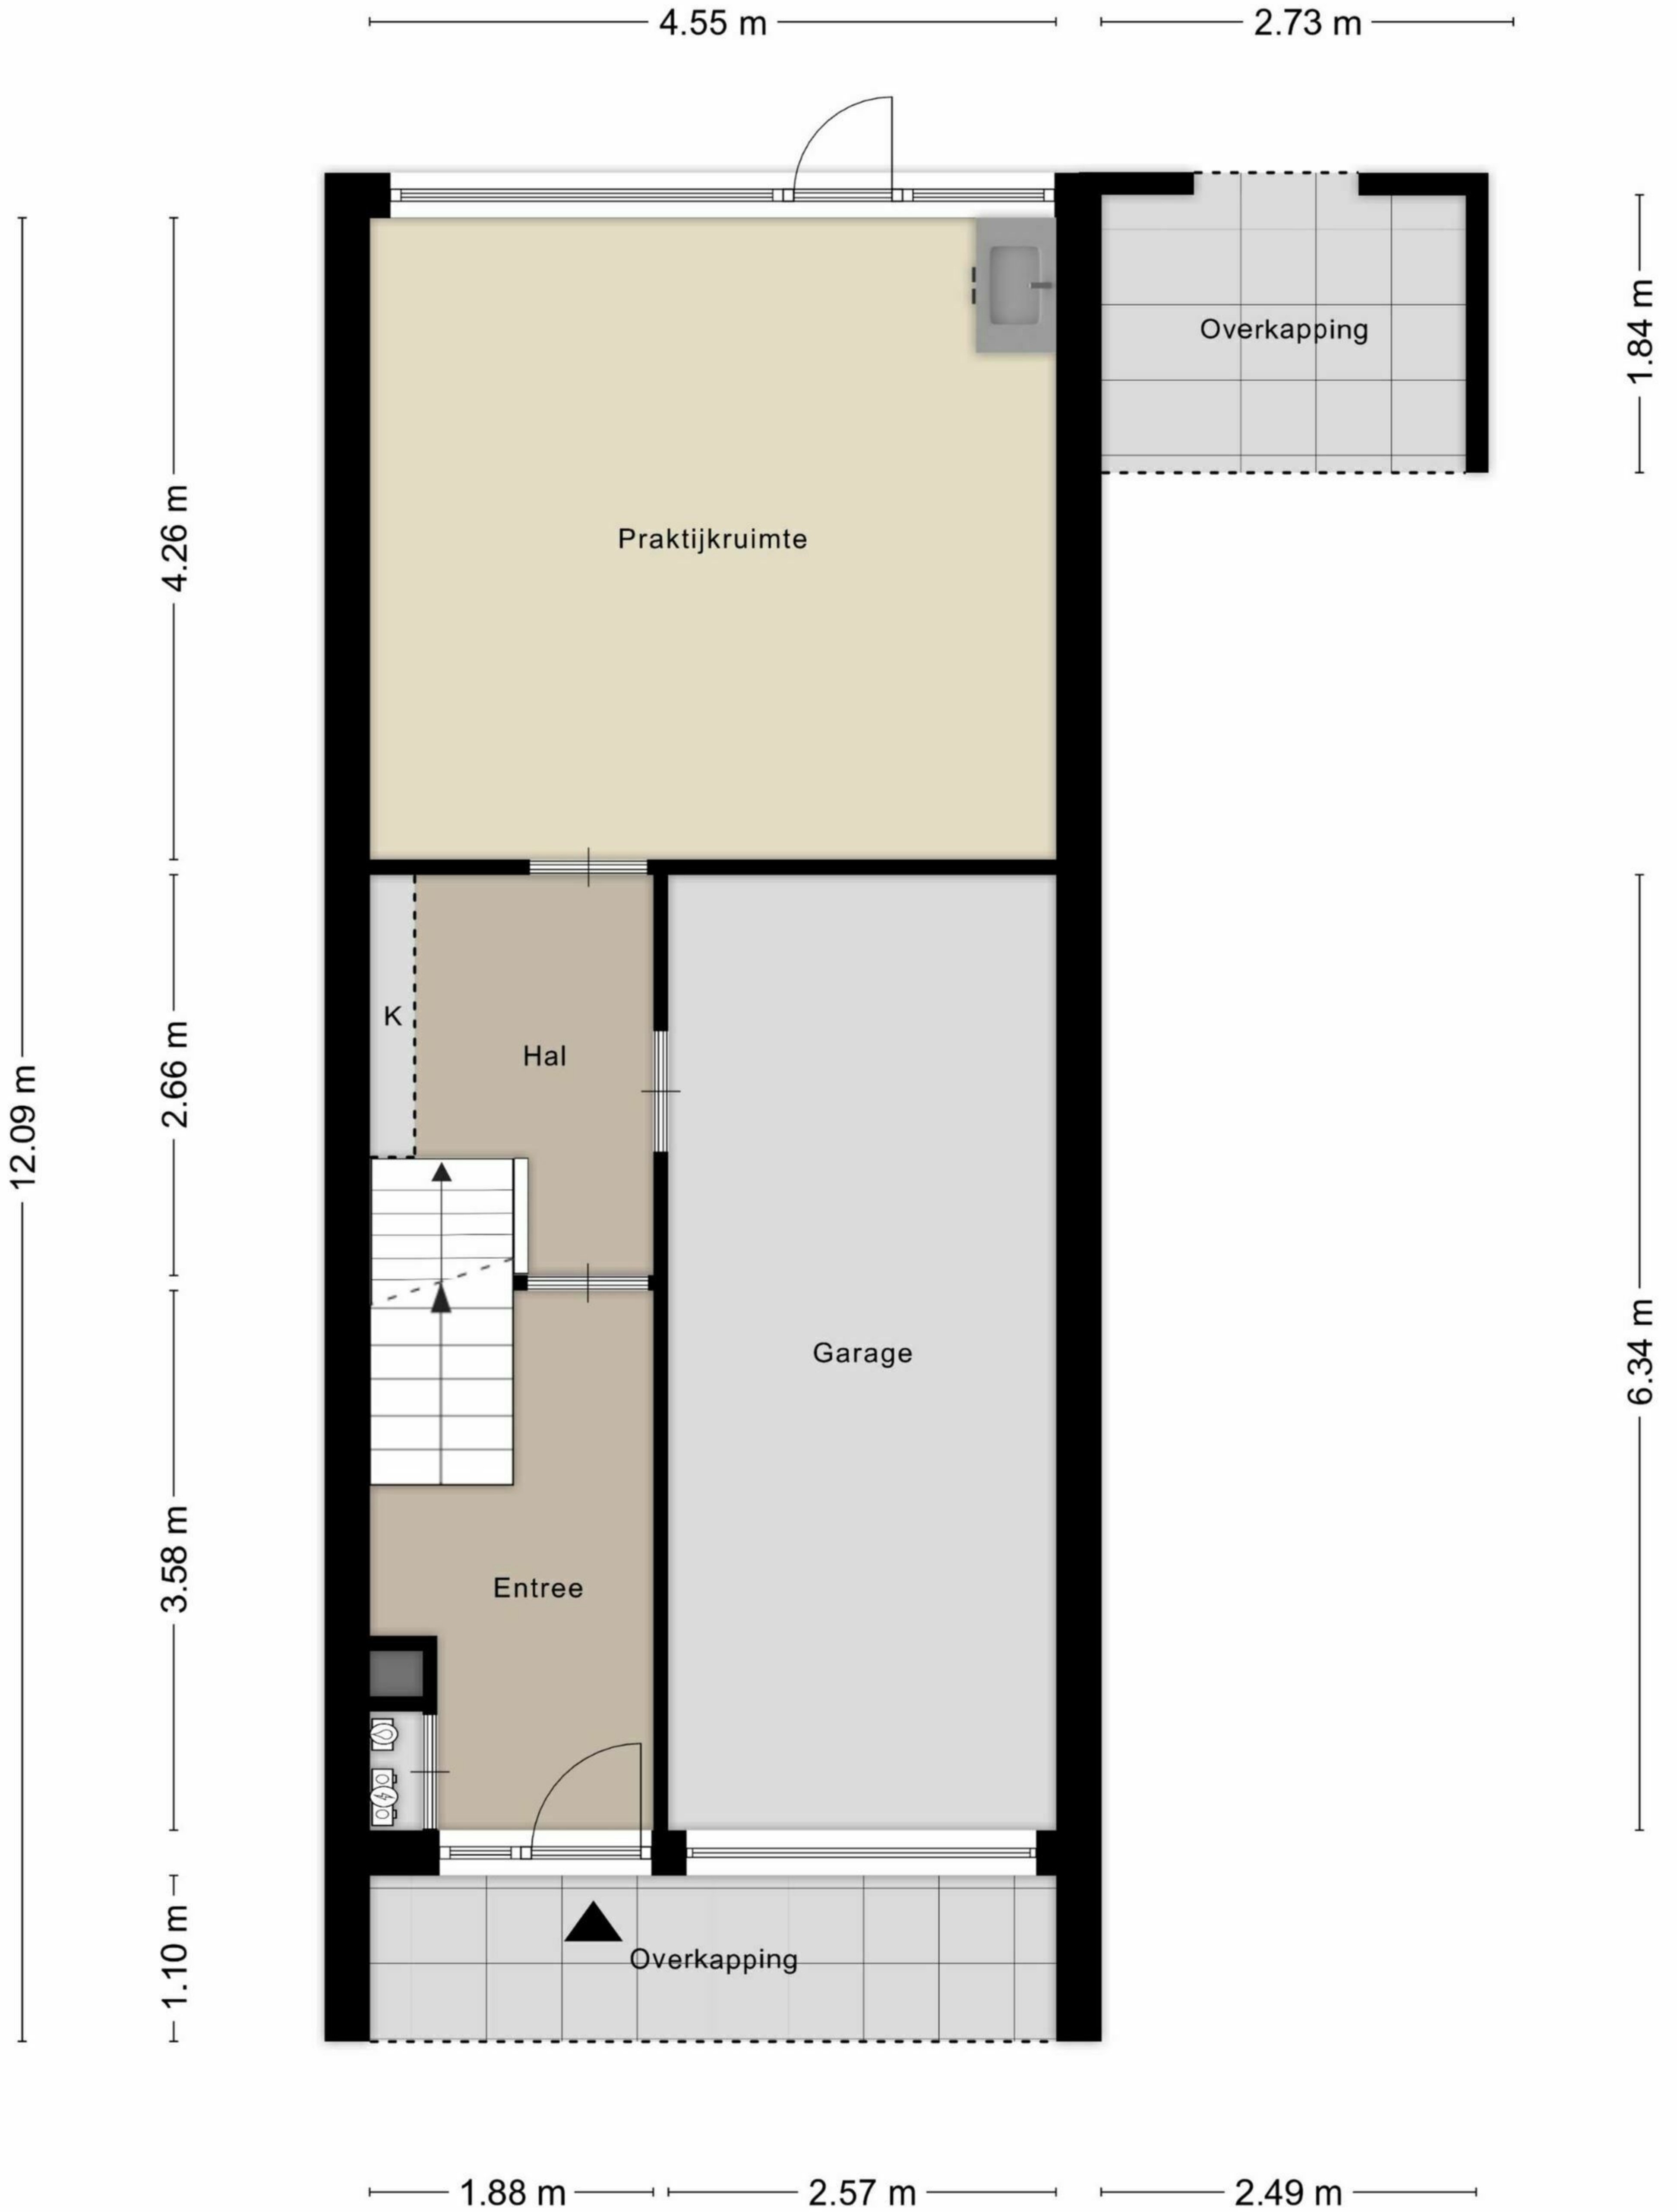 4.55 m
2.73 m
Overkapping
1.84 m
4.26 m
Praktijkruimte
K
Hal
2.66 m
12.09 m
Garage
6.34 m
3.58 m
Entree
1.10 m
Overkapping
1.88 m
2.57 m
2.49 m